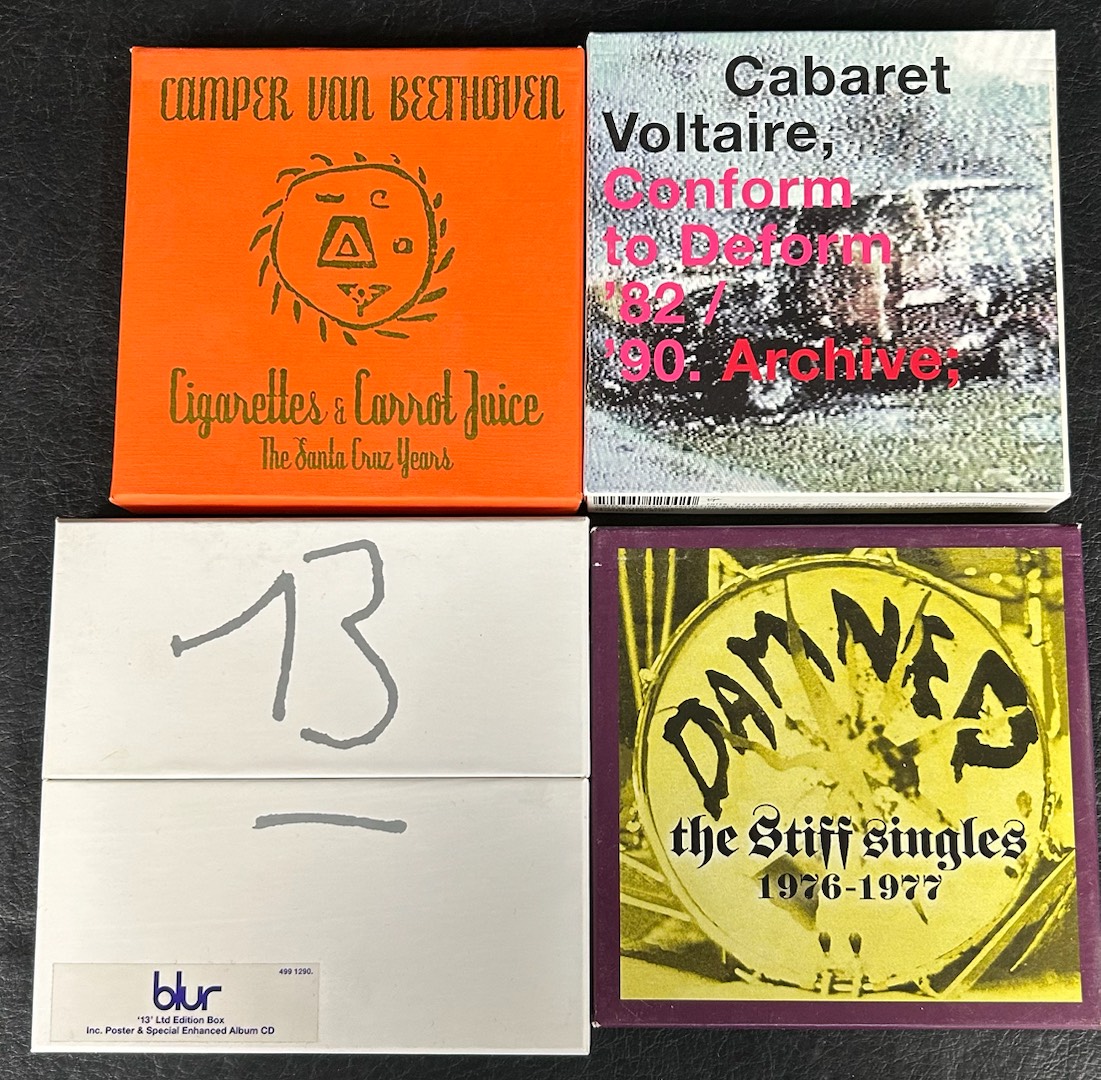 CAMPER VAN BEETHOVEN
Cigarettes & Carrot Juice
The Santa Cruz Years
Cabaret
Voltaire,
Conform
to Deform
'82 /
'90. Archive;
13
blur
499 1290.
'13' Ltd Edition Box
Inc. Poster & Special Enhanced Album CD
DAMNED
the Stiff singles
1976-1977